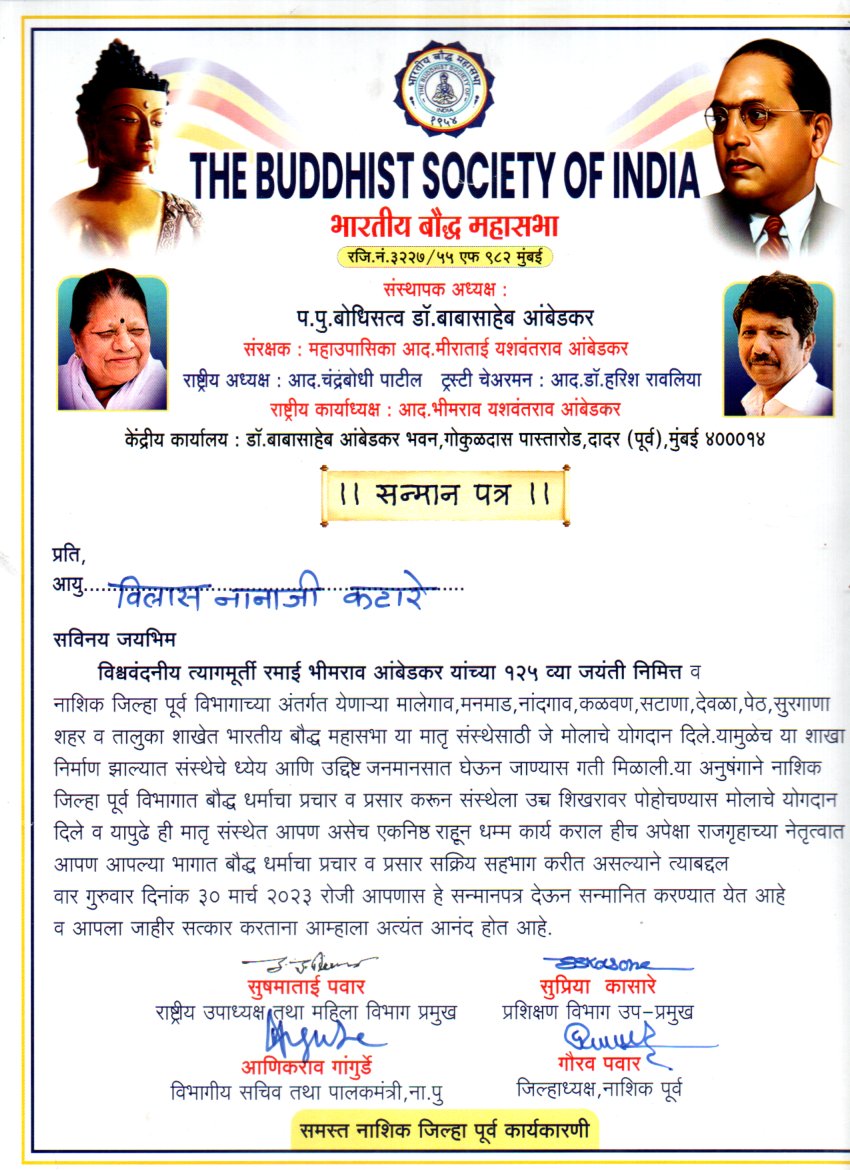 भारतीय बौद्ध महासभा
THE BUDDHIST SOCIETY OF INDIA
१९५४
THE BUDDHIST SOCIETY OF INDIA
भारतीय बौद्ध महासभा
रजि.नं.३२२७/५५ एफ ९८२ मुंबई
संस्थापक अध्यक्ष :
प.पु.बोधिसत्व डॉ.बाबासाहेब आंबेडकर
संरक्षक : महाउपासिका आद.मीराताई यशवंतराव आंबेडकर
राष्ट्रीय अध्यक्ष : आद.चंद्रबोधी पाटील ट्रस्टी चेअरमन : आद.डॉ.हरिश रावलिया
राष्ट्रीय कार्याध्यक्ष : आद.भीमराव यशवंतराव आंबेडकर
केंद्रीय कार्यालय : डॉ.बाबासाहेब आंबेडकर भवन,गोकुळदास पास्तारोड,दादर (पूर्व),मुंबई ४०००१४
।। सन्मान पत्र ।।
प्रति,
आयु. विलास नानाजी कटारे
सविनय जयभिम
विश्ववंदनीय त्यागमूर्ती रमाई भीमराव आंबेडकर यांच्या १२५ व्या जयंती निमित्त व
नाशिक जिल्हा पूर्व विभागाच्या अंतर्गत येणाऱ्या मालेगाव,मनमाड,नांदगाव,कळवण,सटाणा,देवळा,पेठ,सुरगाणा
शहर व तालुका शाखेत भारतीय बौद्ध महासभा या मातृ संस्थेसाठी जे मोलाचे योगदान दिले.यामुळेच या शाखा
निर्माण झाल्यात संस्थेचे ध्येय आणि उद्दिष्ट जनमानसात घेऊन जाण्यास गती मिळाली.या अनुषंगाने नाशिक
जिल्हा पूर्व विभागात बौद्ध धर्माचा प्रचार व प्रसार करून संस्थेला उच्च शिखरावर पोहोचण्यास मोलाचे योगदान
दिले व यापुढे ही मातृ संस्थेत आपण असेच एकनिष्ठ राहून धम्म कार्य कराल हीच अपेक्षा राजगृहाच्या नेतृत्वात
आपण आपल्या भागात बौद्ध धर्माचा प्रचार व प्रसार सक्रिय सहभाग करीत असल्याने त्याबद्दल
वार गुरुवार दिनांक ३० मार्च २०२३ रोजी आपणास हे सन्मानपत्र देऊन सन्मानित करण्यात येत आहे
व आपला जाहीर सत्कार करताना आम्हाला अत्यंत आनंद होत आहे.
सुषमाताई पवार
राष्ट्रीय उपाध्यक्ष तथा महिला विभाग प्रमुख
SSKasare
सुप्रिया कासारे
प्रशिक्षण विभाग उप-प्रमुख
आणिकराव गांगुर्डे
विभागीय सचिव तथा पालकमंत्री,ना.पु
गौरव पवार
जिल्हाध्यक्ष,नाशिक पूर्व
समस्त नाशिक जिल्हा पूर्व कार्यकारणी